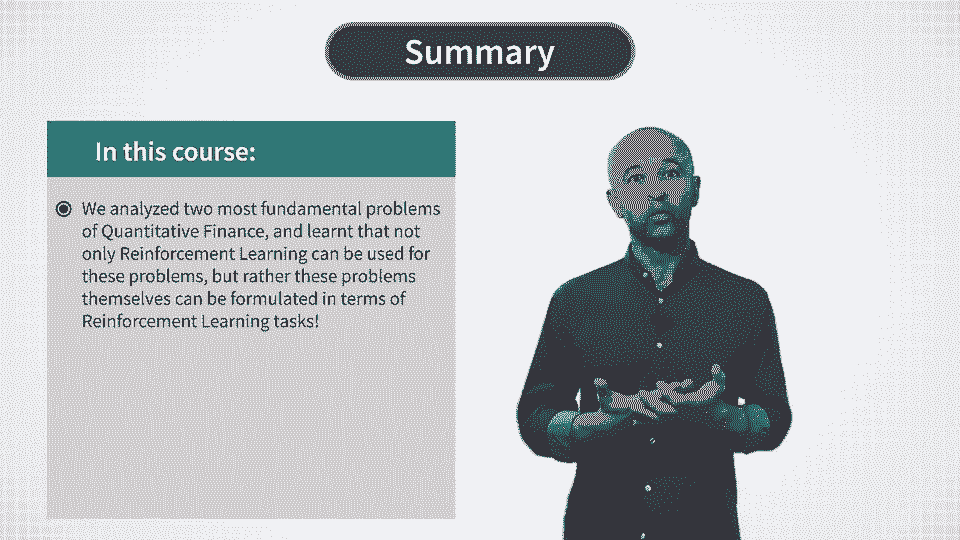 Summary
In this course:
We analyzed two most fundamental problems
of Quantitative Finance, and learnt that not
only Reinforcement Learning can be used for
these problems, but rather these problems
themselves can be formulated in terms of
Reinforcement Learning tasks!